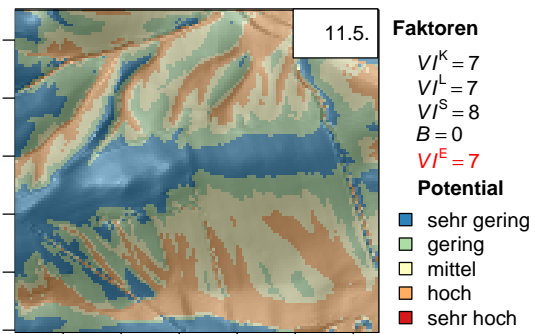 11.5.
Faktoren
VI^K = 7
VI^L = 7
VI^S = 8
B = 0
VI^E = 7
Potential
sehr gering
gering
mittel
hoch
sehr hoch